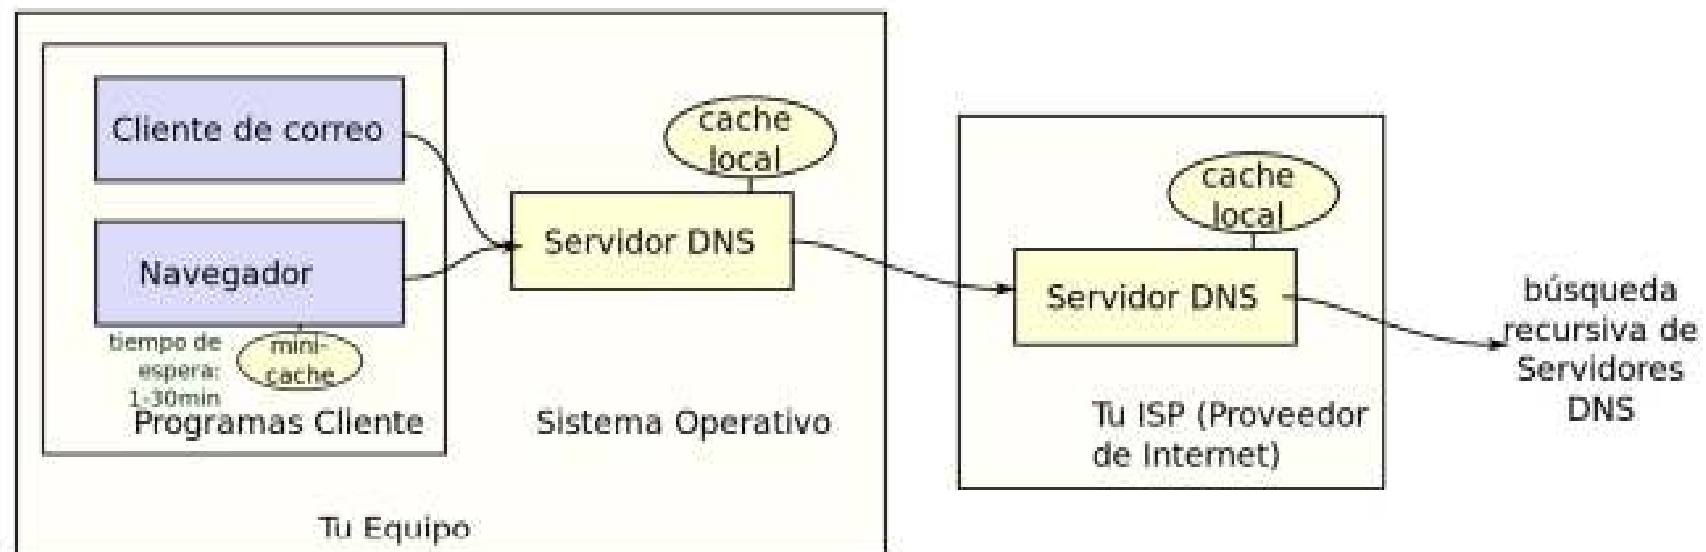 Cliente de correo
Navegador
tiempo de
espera:
1-30min
mini-
cache
Programas Cliente
cache
local
Servidor DNS
Sistema Operativo
Tu Equipo
cache
local
Servidor DNS
Tu ISP (Proveedor
de Internet)
búsqueda
recursiva de
Servidores
DNS